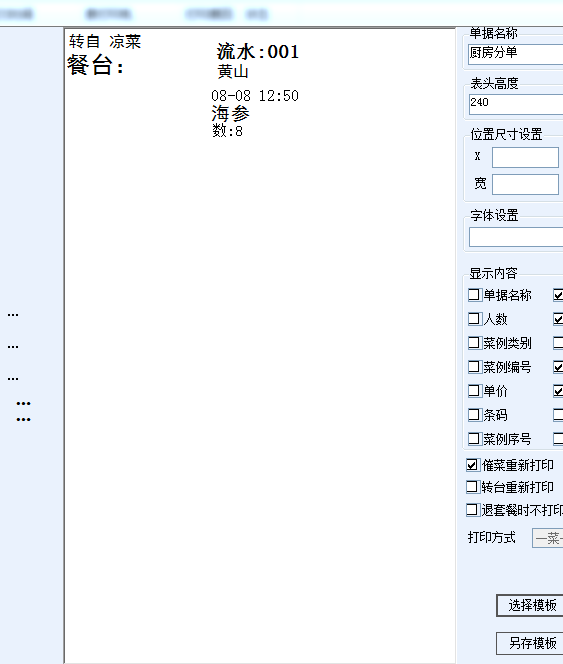 转自 凉菜
流水:001
餐台:
黄山
08-08 12:50
海参
数:8
...
...
...
...
...
单据名称
厨房分单
表头高度
240
位置尺寸设置
X
宽
字体设置
显示内容
单据名称
人数
菜例类别
菜例编号
单价
条码
菜例序号
催菜重新打印
转台重新打印
退套餐时不打印
打印方式
一菜一
选择模板
另存模板